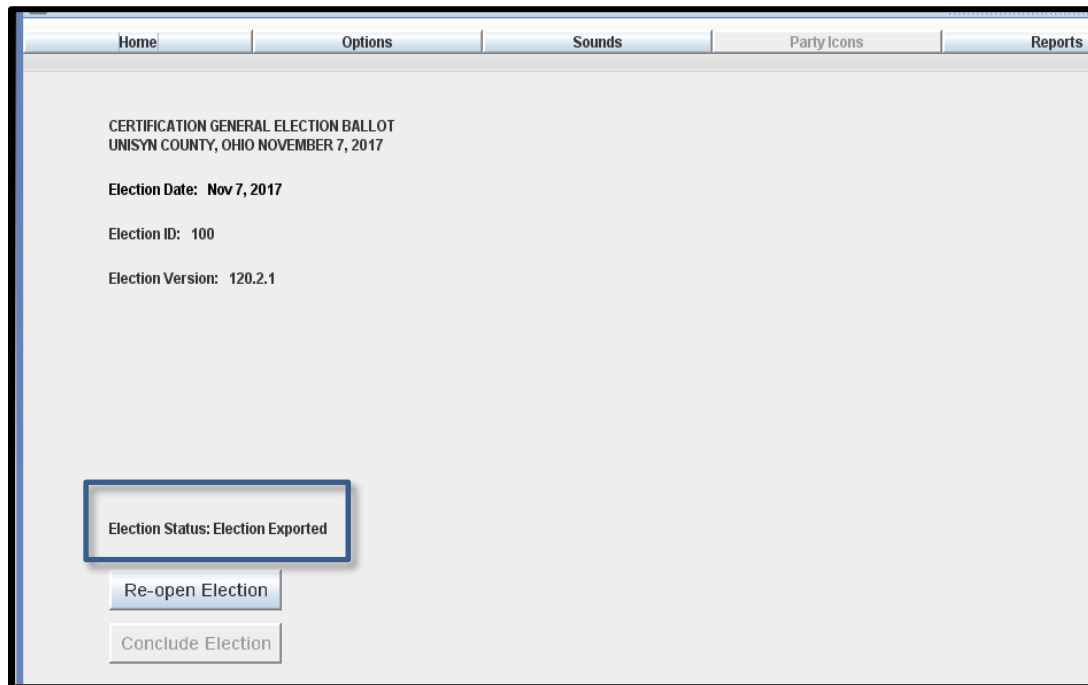 Home Options Sounds Party Icons Reports
CERTIFICATION GENERAL ELECTION BALLOT
UNISYN COUNTY, OHIO NOVEMBER 7, 2017
Election Date: Nov 7, 2017
Election ID: 100
Election Version: 120.2.1
Election Status: Election Exported
Re-open Election
Conclude Election